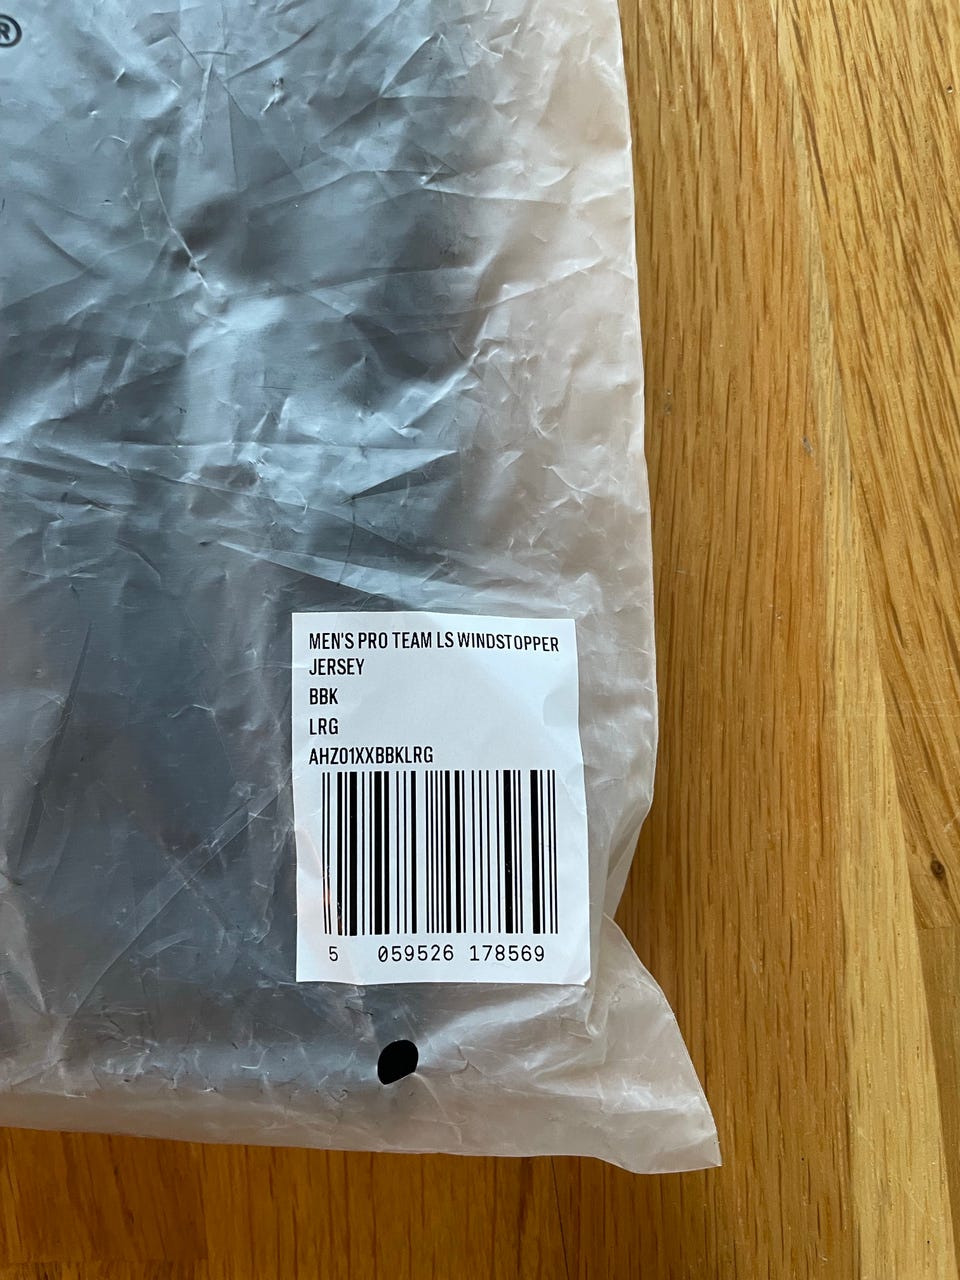 ®
MEN'S PRO TEAM LS WINDSTOPPER
JERSEY
BBK
LRG
AHZ01XXBBKLRG
5 059526 178569